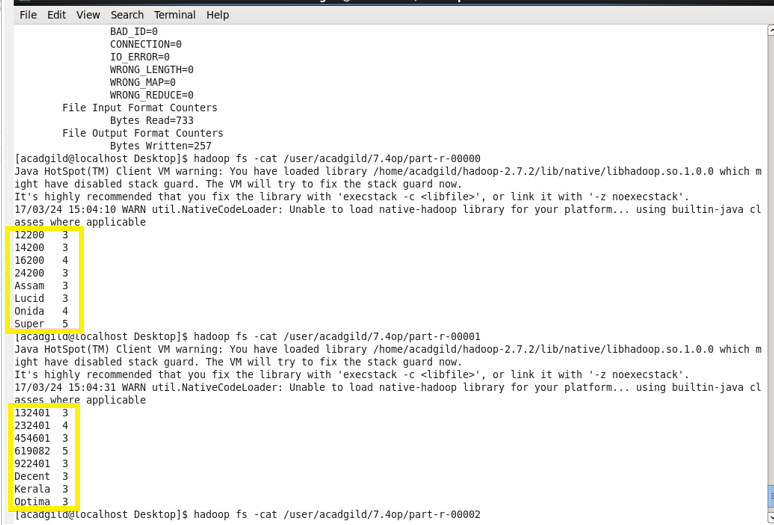 File Edit View Search Terminal Help
BAD_ID=0
CONNECTION=0
IO_ERROR=0
WRONG_LENGTH=0
WRONG_MAP=0
WRONG_REDUCE=0
File Input Format Counters
Bytes Read=733
File Output Format Counters
Bytes Written=257
[acadgild@localhost Desktop]$ hadoop fs -cat /user/acadgild/7.4op/part-r-00000
Java HotSpot(TM) Client VM warning: You have loaded library /home/acadgild/hadoop-2.7.2/lib/native/libhadoop.so.1.0.0 which m
ight have disabled stack guard. The VM will try to fix the stack guard now.
It's highly recommended that you fix the library with 'execstack -c <libfile>', or link it with '-z noexecstack'.
17/03/24 15:04:10 WARN util.NativeCodeLoader: Unable to load native-hadoop library for your platform... using builtin-java cl
asses where applicable
12200 3
14200 3
16200 4
24200 3
Assam 3
Lucid 3
Onida 4
Super 5
[acadgild@localhost Desktop]$ hadoop fs -cat /user/acadgild/7.4op/part-r-00001
Java HotSpot(TM) Client VM warning: You have loaded library /home/acadgild/hadoop-2.7.2/lib/native/libhadoop.so.1.0.0 which m
ight have disabled stack guard. The VM will try to fix the stack guard now.
It's highly recommended that you fix the library with 'execstack -c <libfile>', or link it with '-z noexecstack'.
17/03/24 15:04:31 WARN util.NativeCodeLoader: Unable to load native-hadoop library for your platform... using builtin-java cl
asses where applicable
132401 3
232401 4
454601 3
619082 5
922401 3
Decent 3
Kerala 3
Optima 3
[acadgild@localhost Desktop]$ hadoop fs -cat /user/acadgild/7.4op/part-r-00002